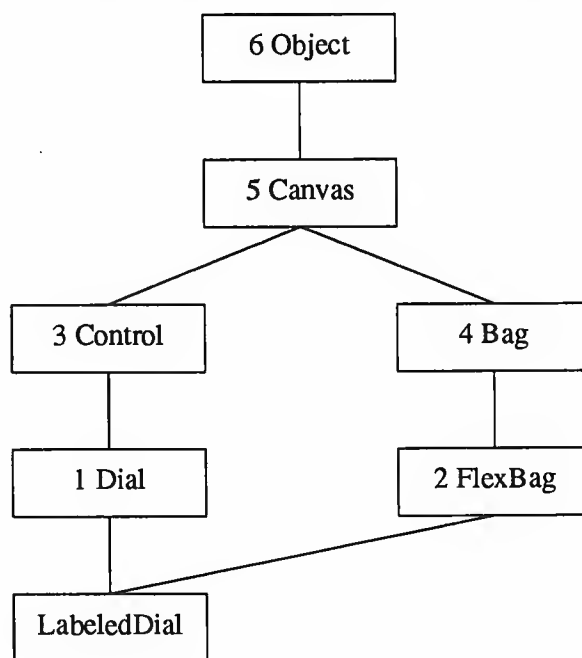 6 Object
5 Canvas
3 Control
4 Bag
1 Dial
2 FlexBag
LabeledDial